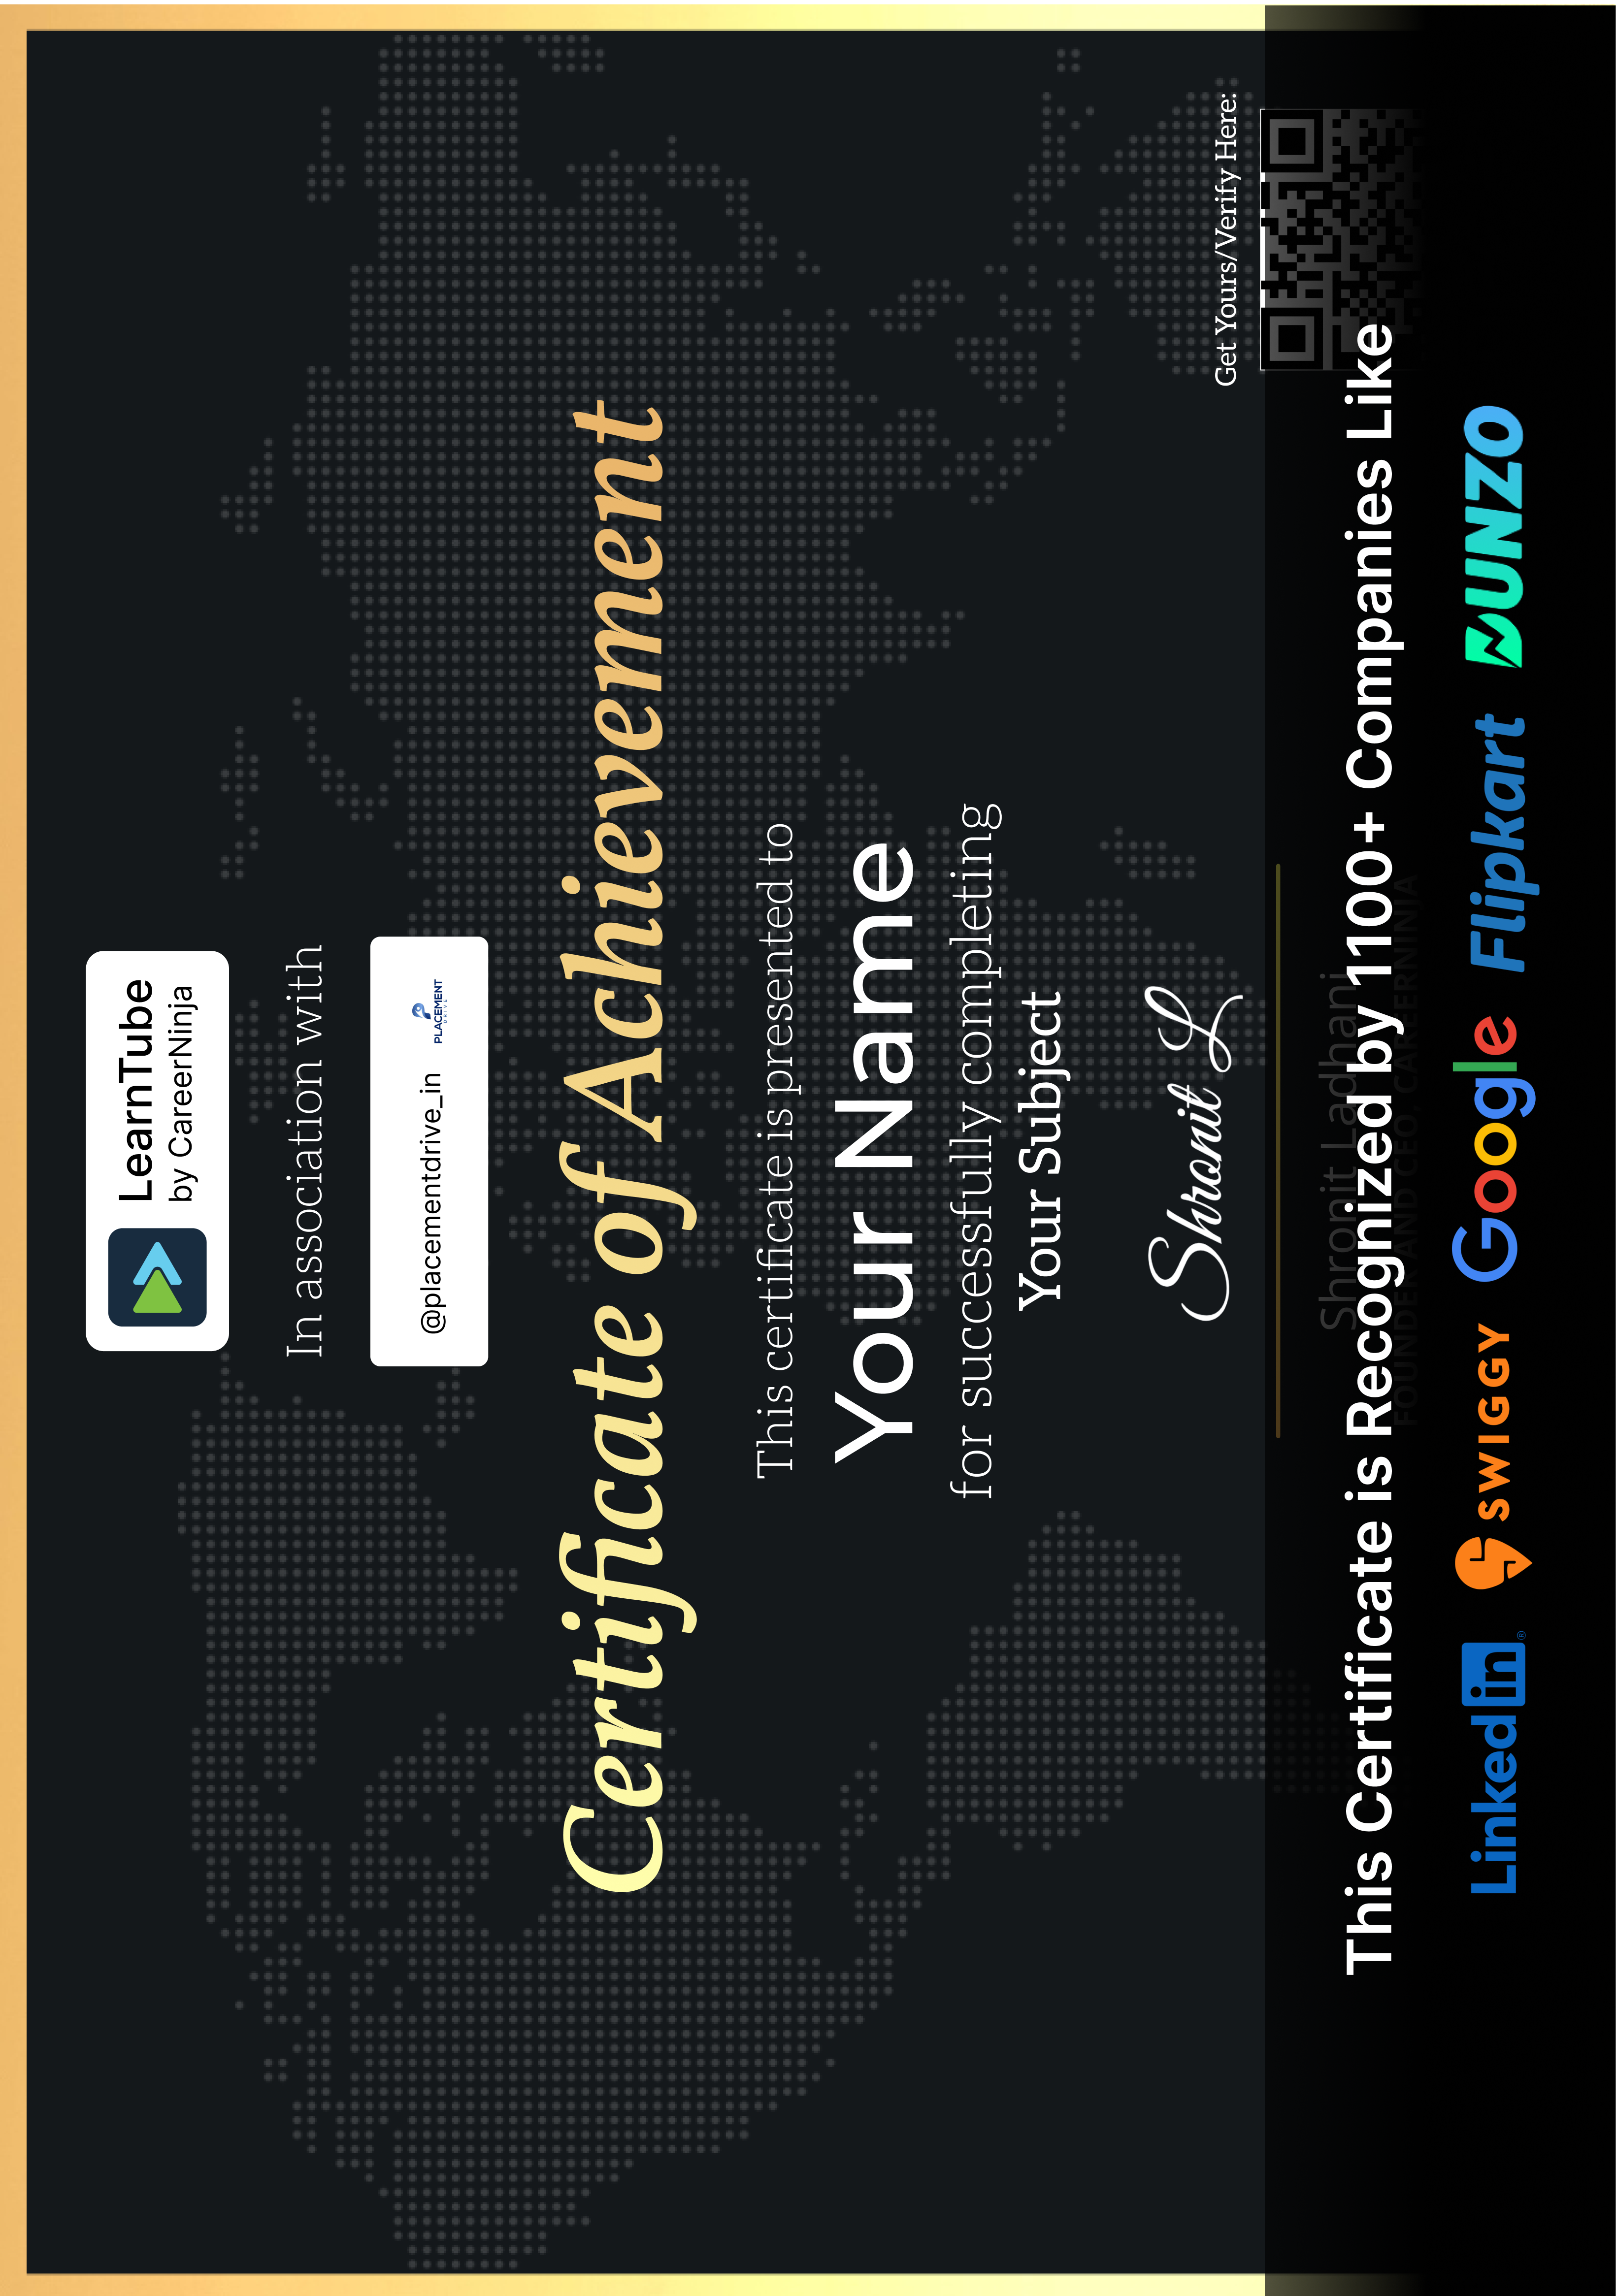 LearnTube
by CareerNinja
In association with
@placementdrive_in
PLACEMENT
DRIVE
Certificate of Achievement
This certificate is presented to
Your Name
for successfully completing
Your Subject
Shronit L
Get Yours/Verify Here:
Shronit Ladhani
FOUNDER AND CEO, CAREERNINJA
This Certificate is Recognized by 1100+ Companies Like
Linkedin® SWIGGY Google Flipkart DUNZO